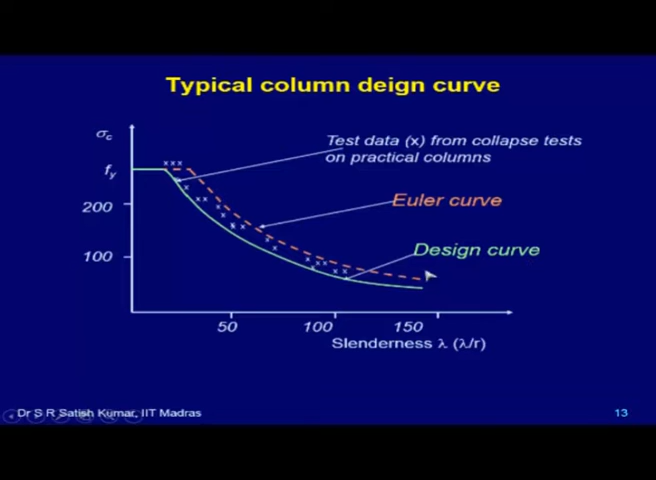 Typical column deign curve
σc
Test data (x) from collapse tests
on practical columns
fy
200
Euler curve
Design curve
100
50
100
150
Slenderness λ (λ/r)
Dr S R Satish Kumar, IIT Madras
13